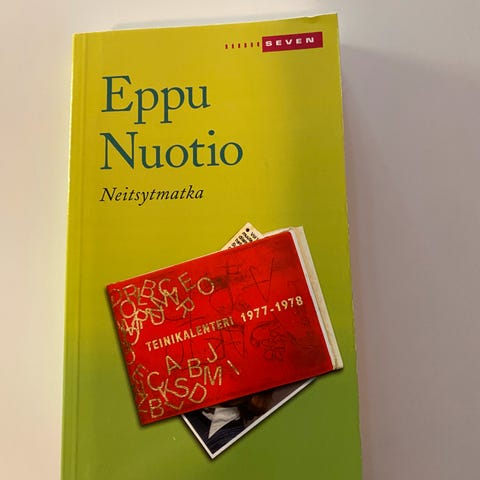 SEVEN
Eppu
Nuotio
Neitsytmatka
TEINIKALENTERI 1977-1978